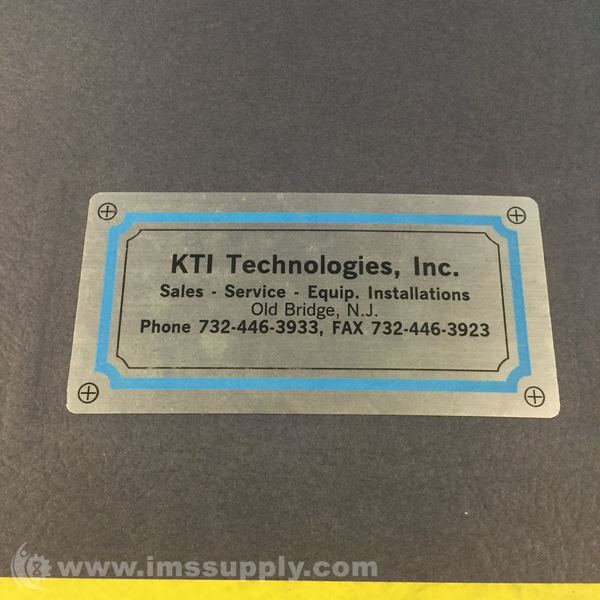 KTI Technologies, Inc.
Sales - Service - Equip. Installations
Old Bridge, N.J.
Phone 732-446-3933, FAX 732-446-3923
www.imssupply.com